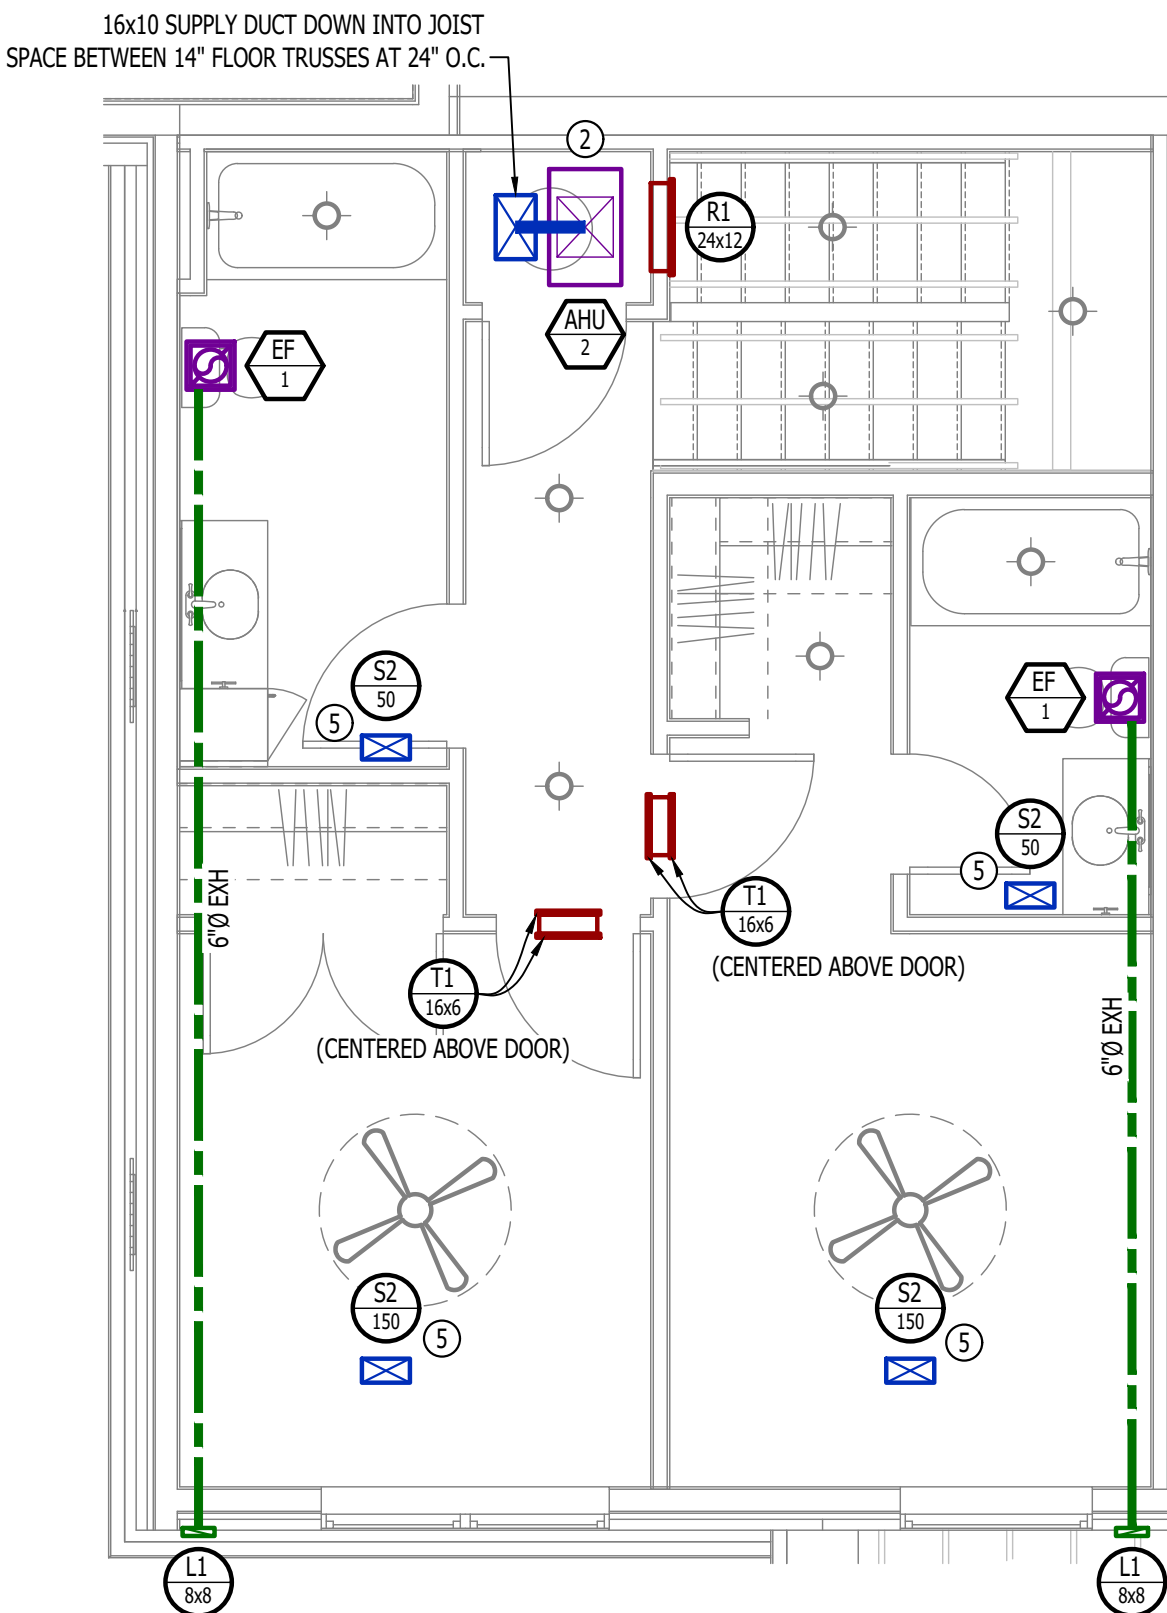 16x10 SUPPLY DUCT DOWN INTO JOIST
SPACE BETWEEN 14" FLOOR TRUSSES AT 24" O.C.
2
R1
24x12
AHU
2
EF
1
S2
50
5
EF
1
S2
50
5
6"Ø EXH
T1
16x6
(CENTERED ABOVE DOOR)
T1
16x6
(CENTERED ABOVE DOOR)
6"Ø EXH
S2
150
5
S2
150
5
L1
8x8
L1
8x8